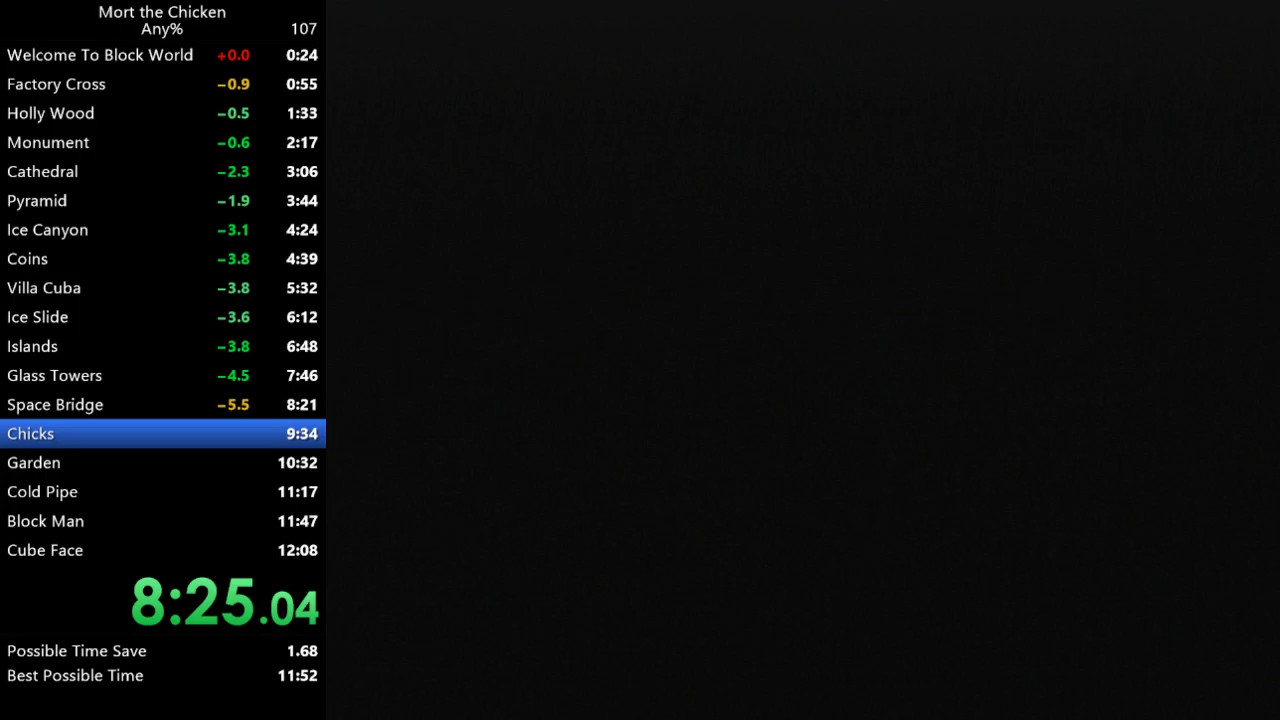 Mort the Chicken
Any% 107
Welcome To Block World +0.0 0:24
Factory Cross −0.9 0:55
Holly Wood −0.5 1:33
Monument −0.6 2:17
Cathedral −2.3 3:06
Pyramid −1.9 3:44
Ice Canyon −3.1 4:24
Coins −3.8 4:39
Villa Cuba −3.8 5:32
Ice Slide −3.6 6:12
Islands −3.8 6:48
Glass Towers −4.5 7:46
Space Bridge −5.5 8:21
Chicks 9:34
Garden 10:32
Cold Pipe 11:17
Block Man 11:47
Cube Face 12:08
8:25.04
Possible Time Save 1.68
Best Possible Time 11:52